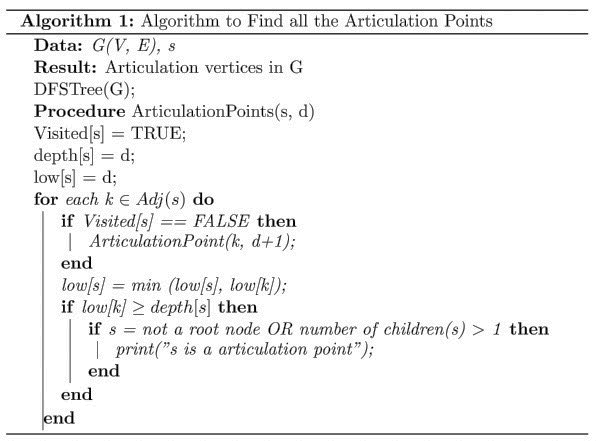 Algorithm 1: Algorithm to Find all the Articulation Points
Data: G(V, E), s
Result: Articulation vertices in G
DFSTree(G);
Procedure ArticulationPoints(s, d)
Visited[s] = TRUE;
depth[s] = d;
low[s] = d;
for each k ∈ Adj(s) do
if Visited[s] == FALSE then
ArticulationPoint(k, d+1);
end
low[s] = min (low[s], low[k]);
if low[k] ≥ depth[s] then
if s = not a root node OR number of children(s) > 1 then
print("s is a articulation point");
end
end
end